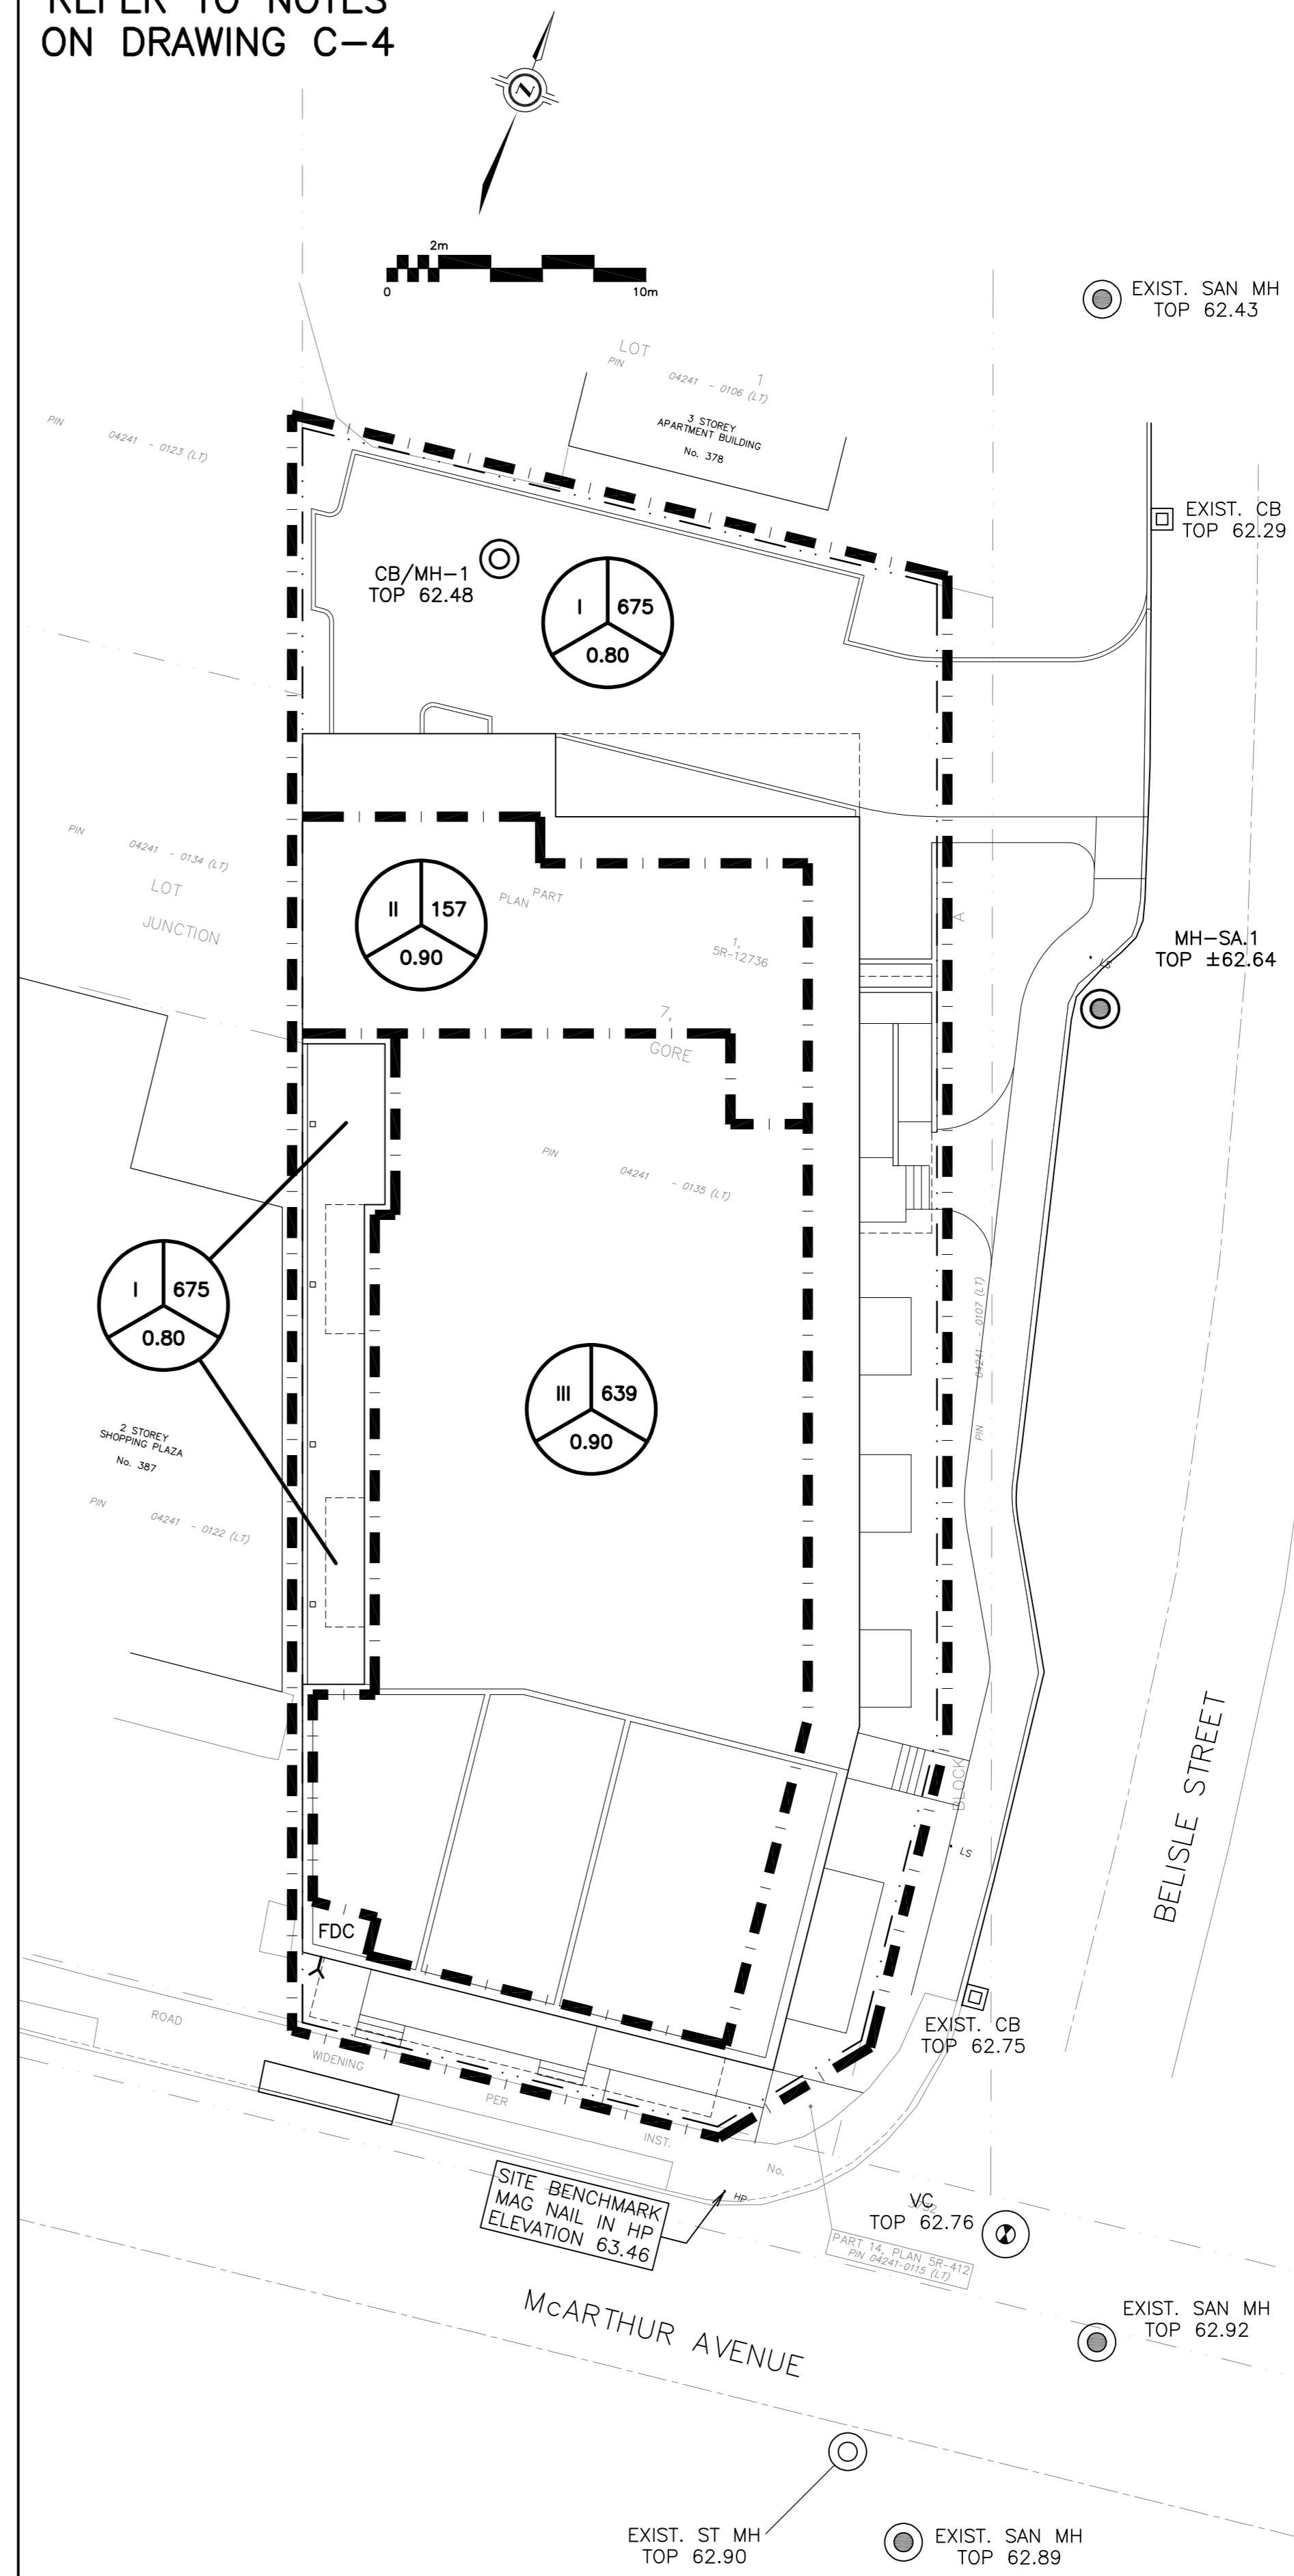 REFER TO NOTES
ON DRAWING C-4
N
2m
0
10m
EXIST. SAN MH
TOP 62.43
LOT
1
PIN
04241 - 0106 (LT)
3 STOREY
APARTMENT BUILDING
No. 378
PIN
04241 - 0123 (LT)
EXIST. CB
TOP 62.29
CB/MH-1
TOP 62.48
I
675
0.80
PIN
04241 - 0134 (LT)
LOT
JUNCTION
II
157
0.90
PLAN
PART
1,
5R-12736
A
MH-SA.1
TOP ±62.64
LS
7,
GORE
PIN
04241 - 0135 (LT)
I
675
0.80
PIN
04241 - 0107 (LT)
III
639
0.90
2 STOREY
SHOPPING PLAZA
No. 387
PIN
04241 - 0122 (LT)
BLOCK
BELISLE STREET
LS
FDC
EXIST. CB
TOP 62.75
ROAD
WIDENING
PER
INST.
No.
HP
SITE BENCHMARK
MAG NAIL IN HP
ELEVATION 63.46
VC
TOP 62.76
PART 14, PLAN 5R-412
PIN 04241-0115 (LT)
McARTHUR AVENUE
EXIST. SAN MH
TOP 62.92
EXIST. ST MH
TOP 62.90
EXIST. SAN MH
TOP 62.89